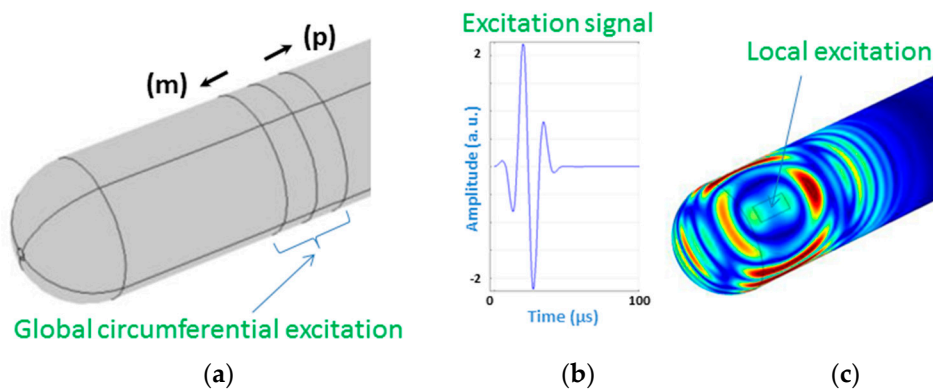 (m)
(p)
Global circumferential excitation
(a)
Excitation signal
2
Amplitude (a. u.)
-2
0
100
Time (μs)
(b)
Local excitation
(c)